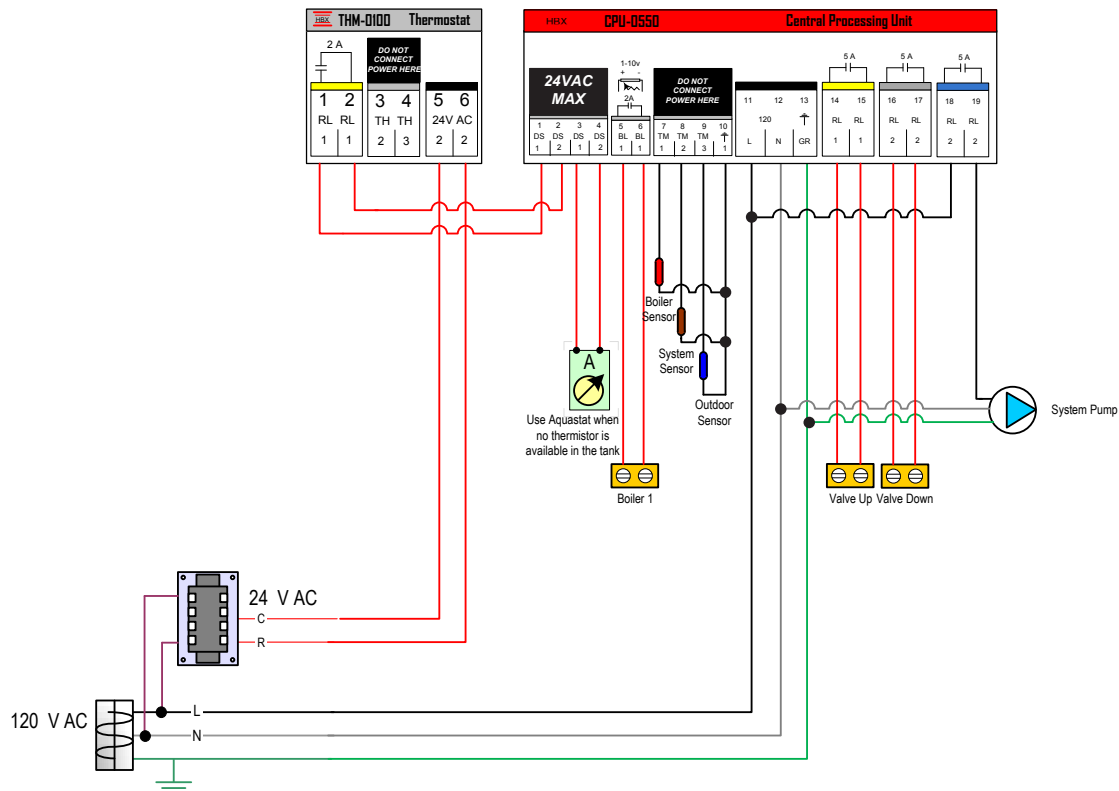 HBX THM-0100 Thermostat
2 A
DO NOT
CONNECT
POWER HERE
1 2 3 4 5 6
RL RL TH TH 24V AC
1 1 2 3 2 2
HBX CPU-0550 Central Processing Unit
24VAC
MAX
1-10v
+ -
2A
DO NOT
CONNECT
POWER HERE
5 A
5 A
5 A
1 2 3 4 5 6 7 8 9 10 11 12 13 14 15 16 17 18 19
DS DS DS DS BL BL TM TM TM 120 RL RL RL RL RL RL
1 2 1 2 1 1 1 2 3 1 L N GR 1 1 2 2 2 2
Boiler
Sensor
System
Sensor
Outdoor
Sensor
A
Use Aquastat when
no thermistor is
available in the tank
System Pump
Boiler 1
Valve Up
Valve Down
24 V AC
C
R
120 V AC
L
N